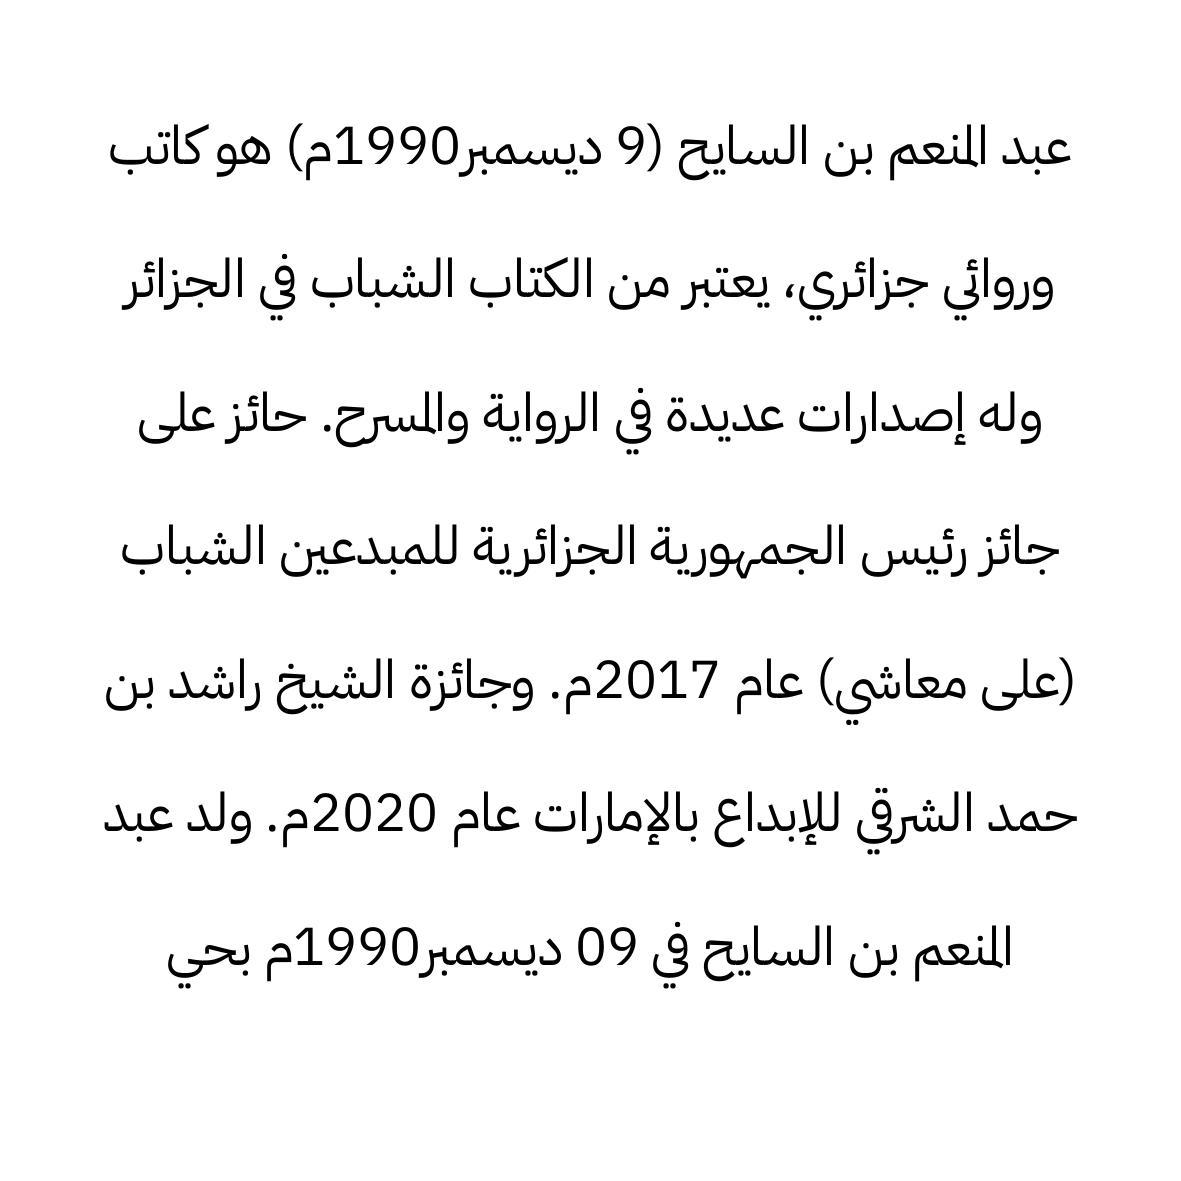 عبد المنعم بن السايح (9 ديسمبر1990م) هو كاتب
وروائي جزائري، يعتبر من الكتاب الشباب في الجزائر
وله إصدارات عديدة في الرواية والمسرح. حائز على
جائز رئيس الجمهورية الجزائرية للمبدعين الشباب
(على معاشي) عام 2017م. وجائزة الشيخ راشد بن
حمد الشرقي للإبداع بالإمارات عام 2020م. ولد عبد
المنعم بن السايح في 09 ديسمبر1990م بحي